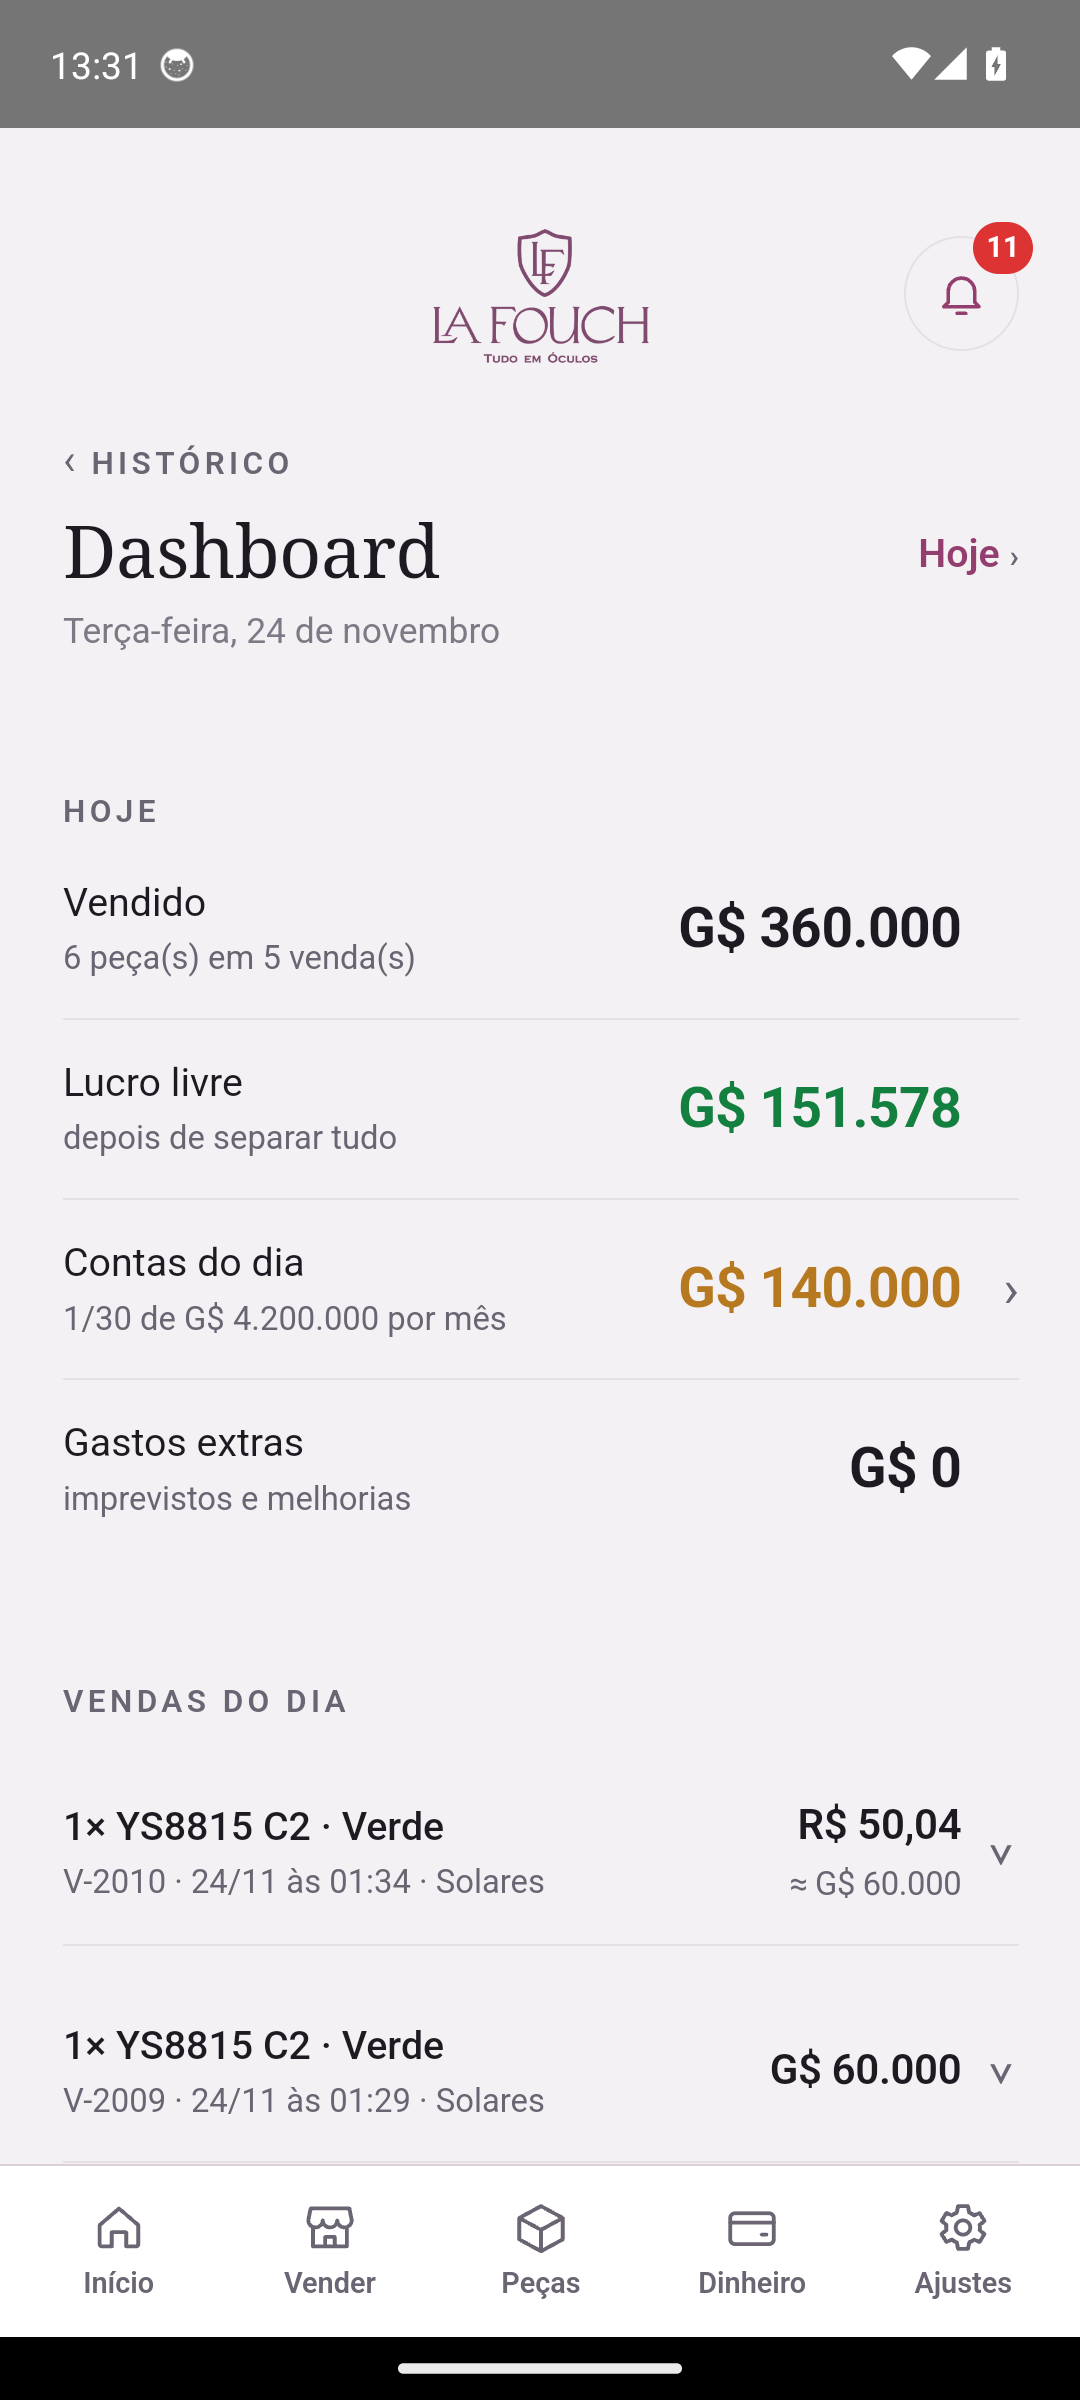 13:31
11
LF
LA FOUCH
TUDO EM ÓCULOS
‹ HISTÓRICO
Dashboard
Hoje ›
Terça-feira, 24 de novembro
HOJE
Vendido
G$ 360.000
6 peça(s) em 5 venda(s)
Lucro livre
G$ 151.578
depois de separar tudo
Contas do dia
G$ 140.000 ›
1/30 de G$ 4.200.000 por mês
Gastos extras
G$ 0
imprevistos e melhorias
VENDAS DO DIA
1× YS8815 C2 · Verde
R$ 50,04
V-2010 · 24/11 às 01:34 · Solares
≈ G$ 60.000
1× YS8815 C2 · Verde
G$ 60.000
V-2009 · 24/11 às 01:29 · Solares
Início
Vender
Peças
Dinheiro
Ajustes